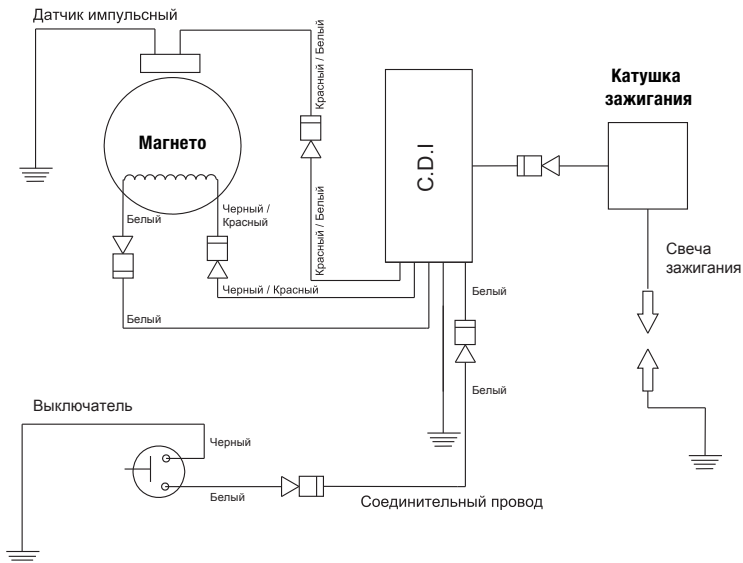 Датчик импульсный
Красный / Белый
Катушка
зажигания
Магнето
C.D.I
Черный /
Красный
Белый
Красный / Белый
Свеча
зажигания
Черный / Красный
Белый
Белый
Белый
Выключатель
Черный
Белый
Соединительный провод